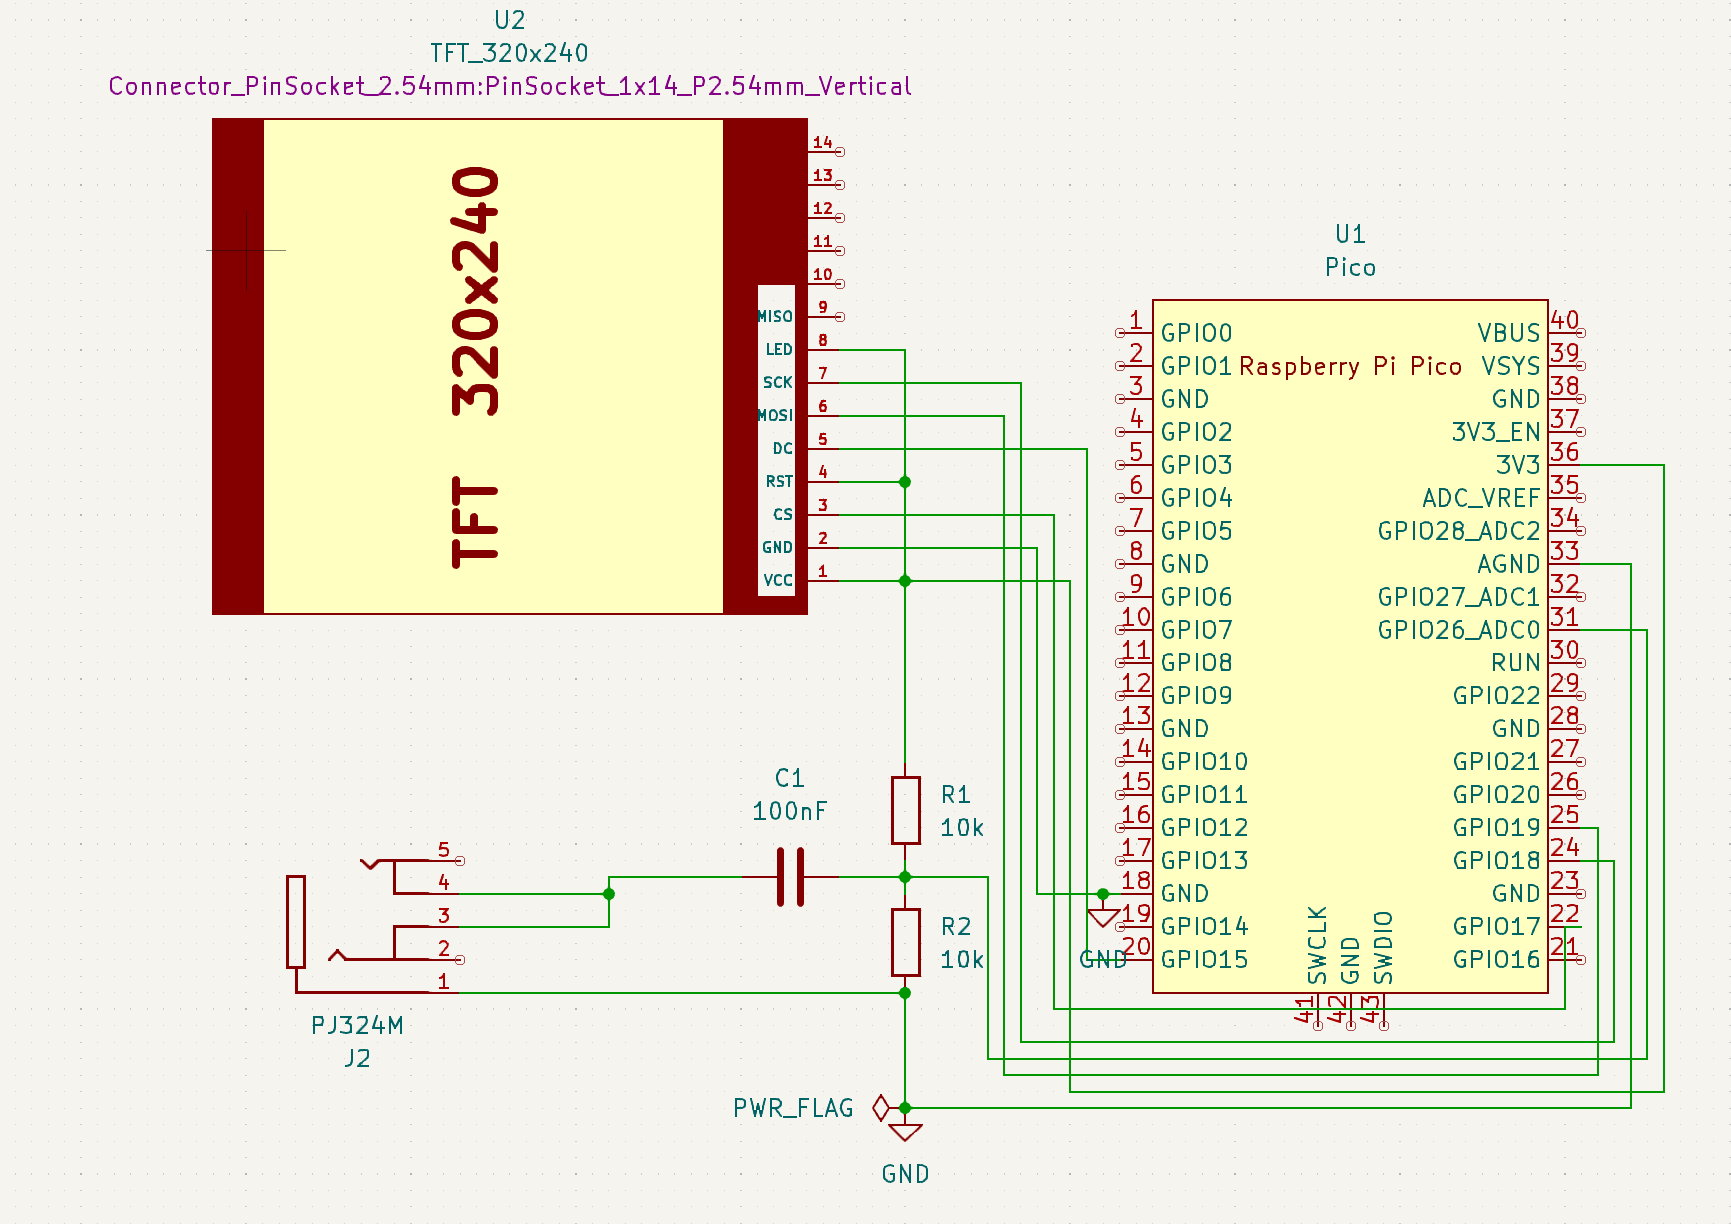 U2
TFT_320x240
Connector_PinSocket_2.54mm:PinSocket_1x14_P2.54mm_Vertical
TFT 320x240
14
13
12
11
10
MISO 9
LED 8
SCK 7
MOSI 6
DC 5
RST 4
CS 3
GND 2
VCC 1
U1
Pico
Raspberry Pi Pico
1 GPIO0
2 GPIO1
3 GND
4 GPIO2
5 GPIO3
6 GPIO4
7 GPIO5
8 GND
9 GPIO6
10 GPIO7
11 GPIO8
12 GPIO9
13 GND
14 GPIO10
15 GPIO11
16 GPIO12
17 GPIO13
18 GND
19 GPIO14
20 GPIO15
GND
VBUS 40
VSYS 39
GND 38
3V3_EN 37
3V3 36
ADC_VREF 35
GPIO28_ADC2 34
AGND 33
GPIO27_ADC1 32
GPIO26_ADC0 31
RUN 30
GPIO22 29
GND 28
GPIO21 27
GPIO20 26
GPIO19 25
GPIO18 24
GND 23
GPIO17 22
GPIO16 21
SWCLK 41
GND 42
SWDIO 43
C1
100nF
R1
10k
R2
10k
5
4
3
2
1
PJ324M
J2
PWR_FLAG
GND